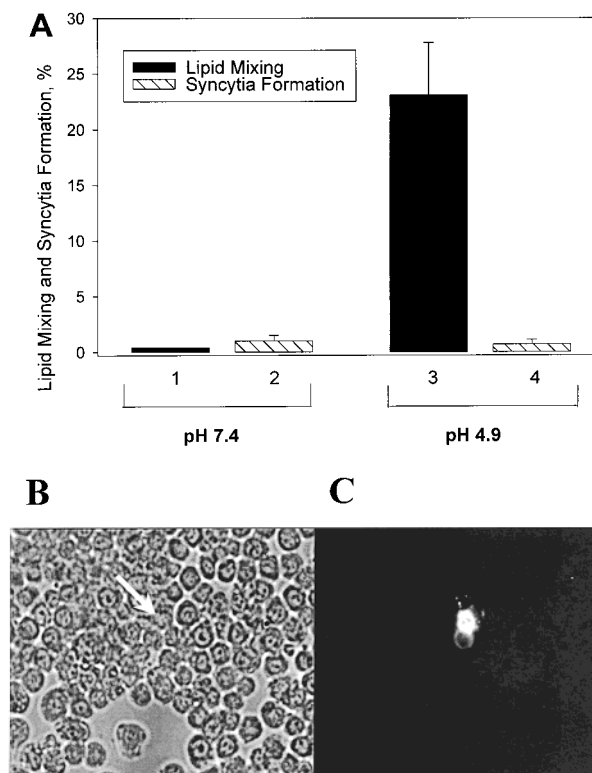 A
Lipid Mixing and Syncytia Formation, %
30
25
20
15
10
5
0
Lipid Mixing
Syncytia Formation
1
2
3
4
pH 7.4
pH 4.9
B
C